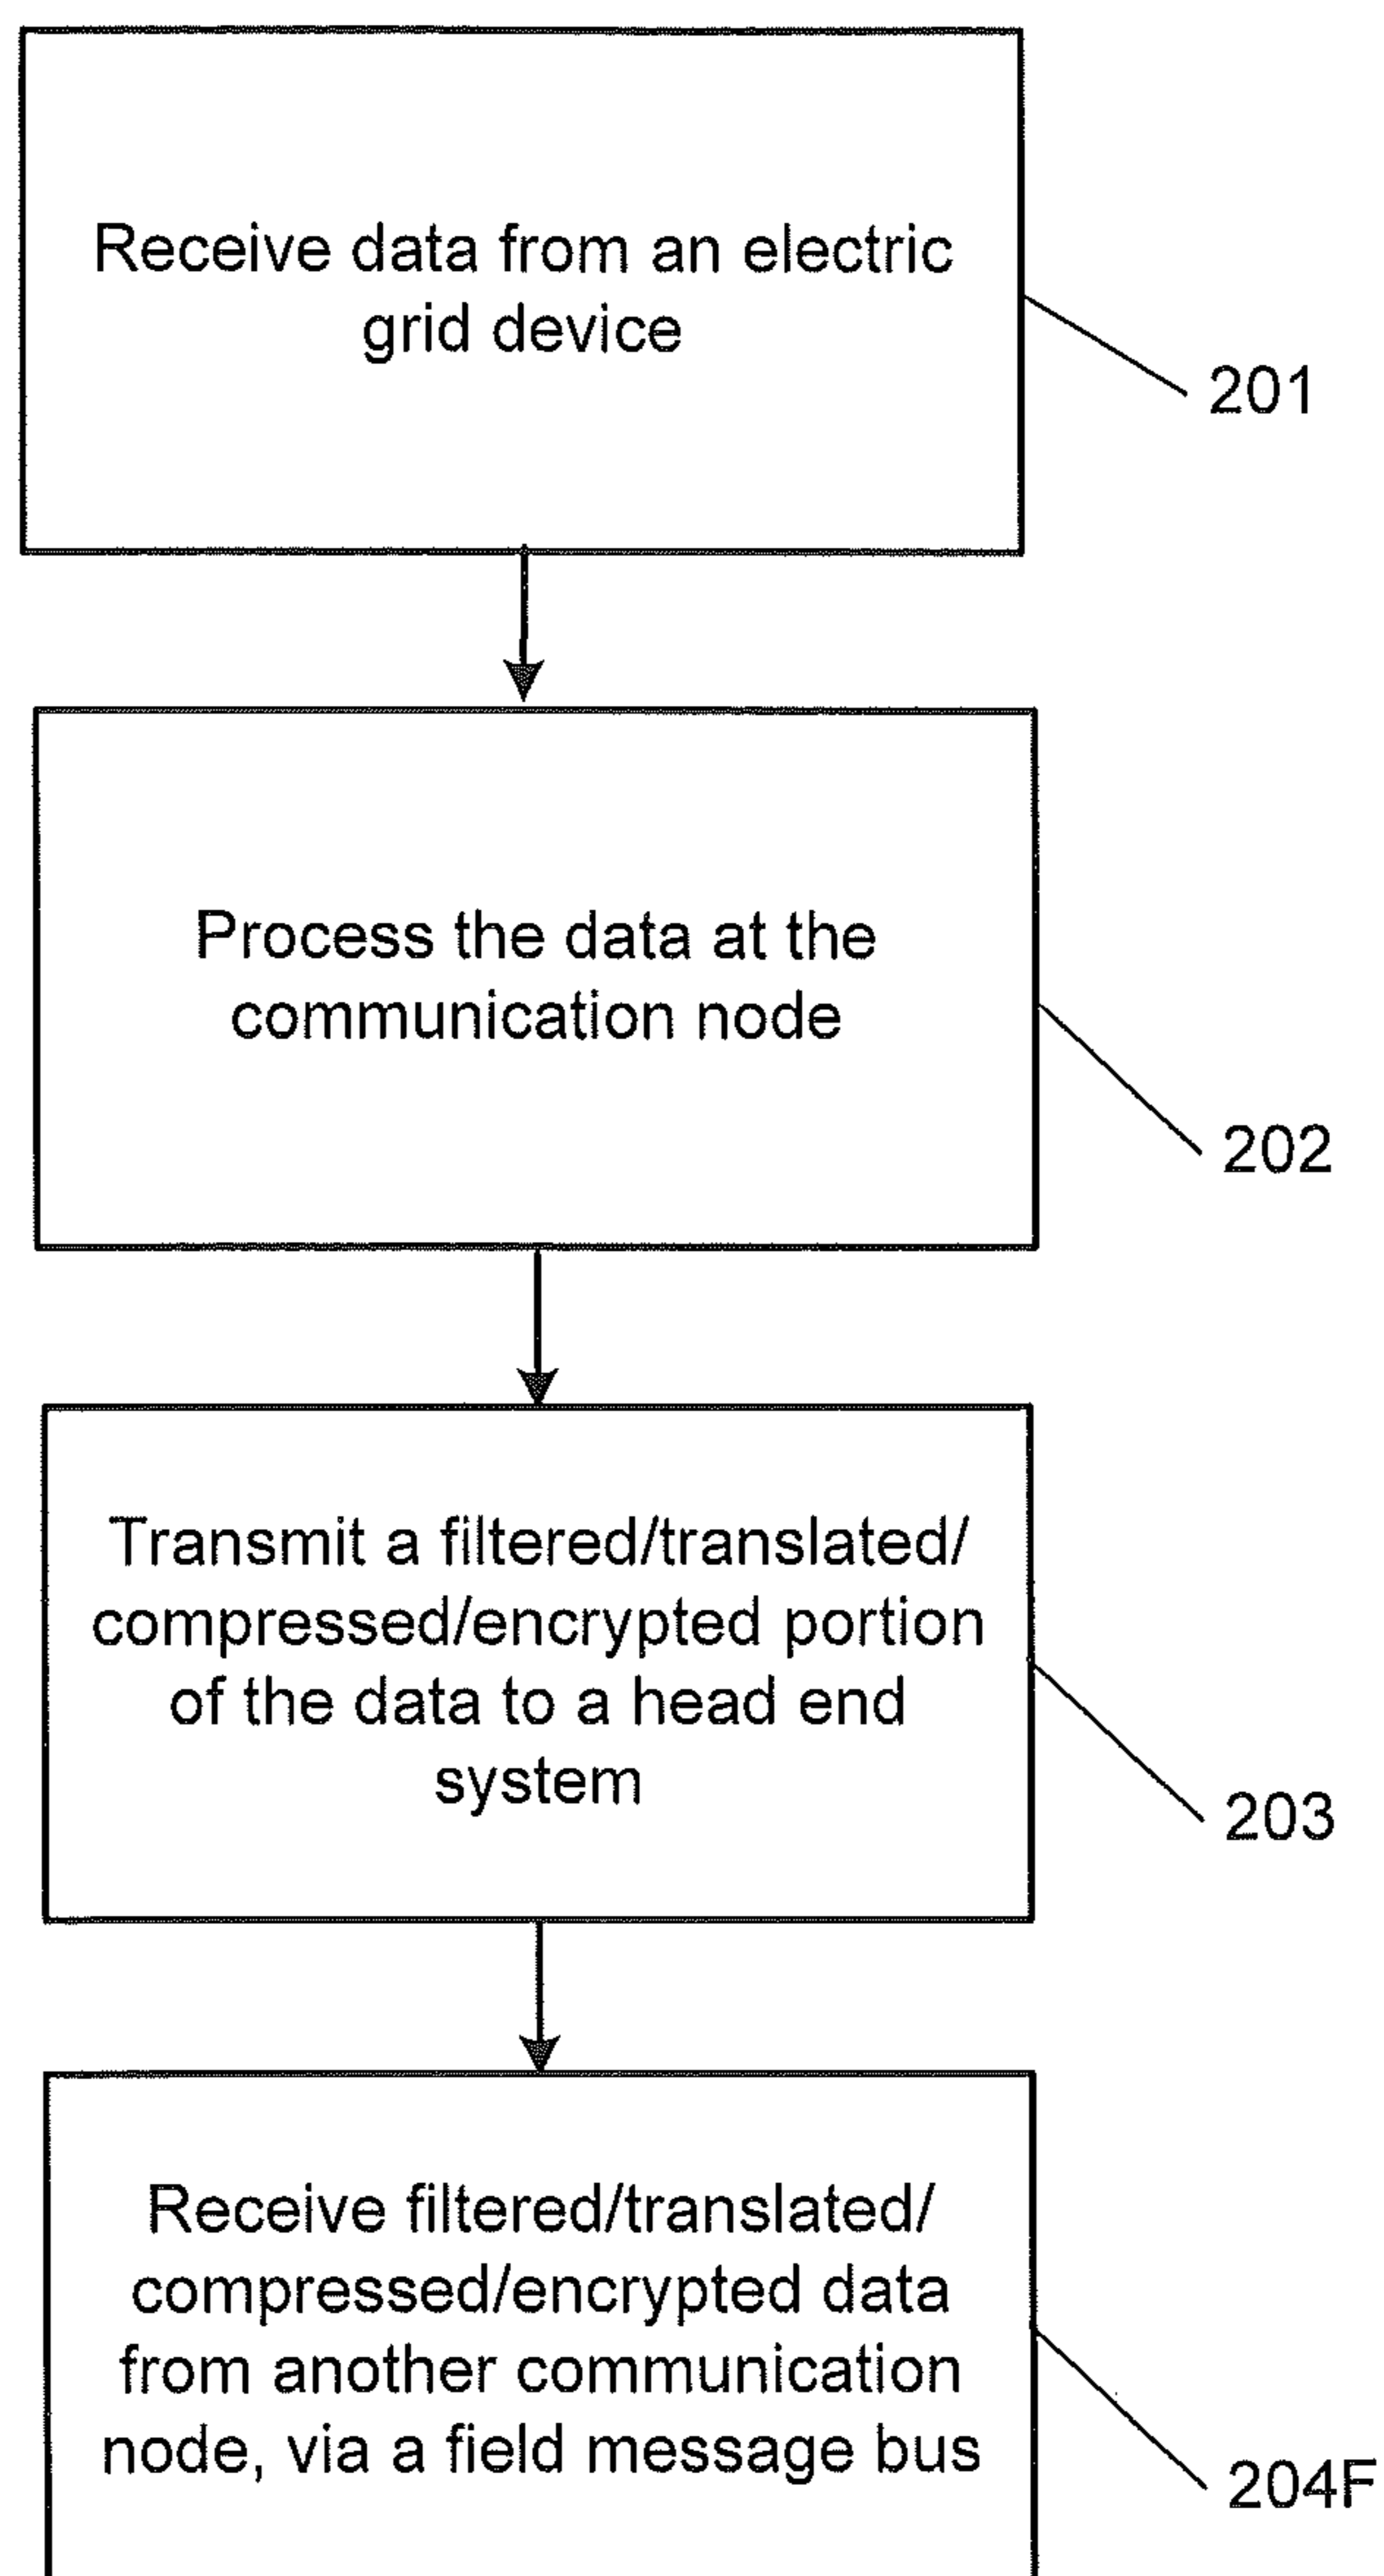 Receive data from an electric
grid device
201
Process the data at the
communication node
202
Transmit a filtered/translated/
compressed/encrypted portion
of the data to a head end
system
203
Receive filtered/translated/
compressed/encrypted data
from another communication
node, via a field message bus
204F